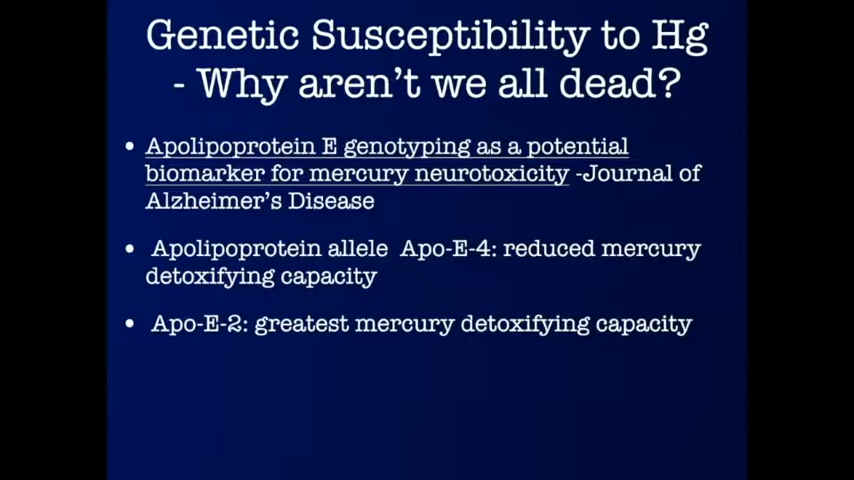 Genetic Susceptibility to Hg
- Why aren't we all dead?
• Apolipoprotein E genotyping as a potential
biomarker for mercury neurotoxicity -Journal of
Alzheimer's Disease
• Apolipoprotein allele Apo-E-4: reduced mercury
detoxifying capacity
• Apo-E-2: greatest mercury detoxifying capacity